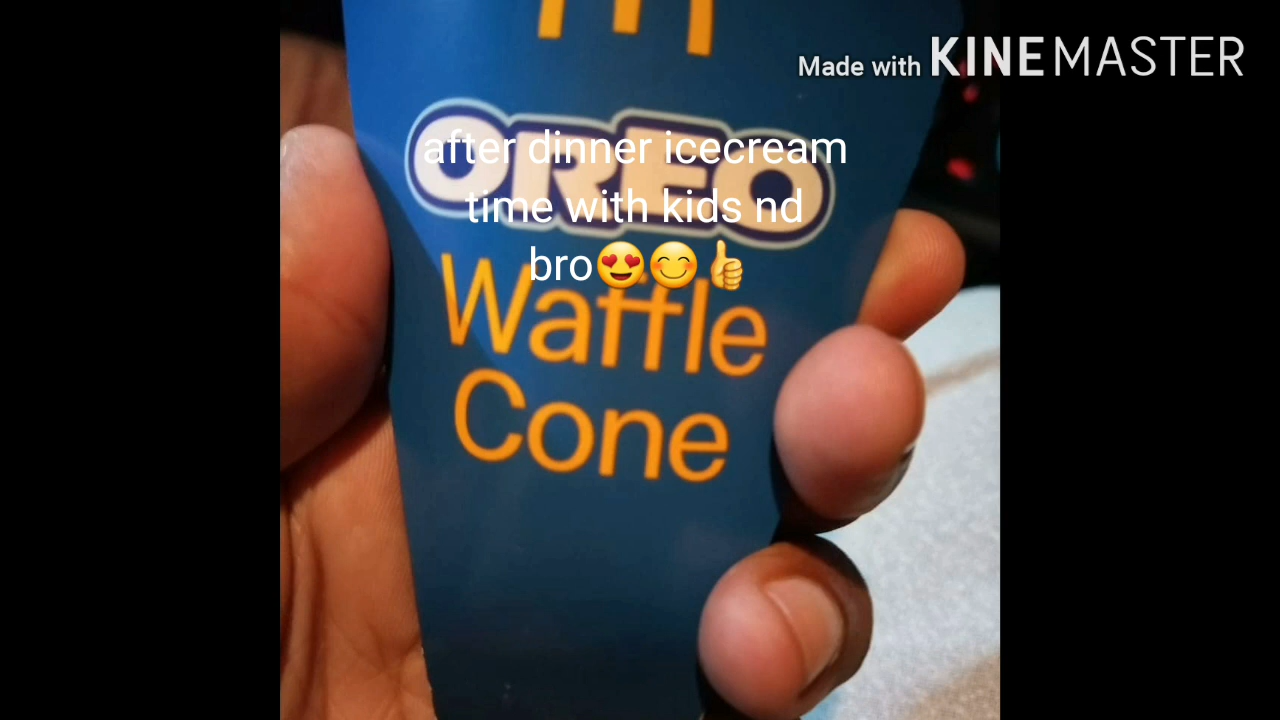 Made with KINEMASTER
OREO
after dinner icecream
time with kids nd
bro😍😊👍
Waffle
Cone